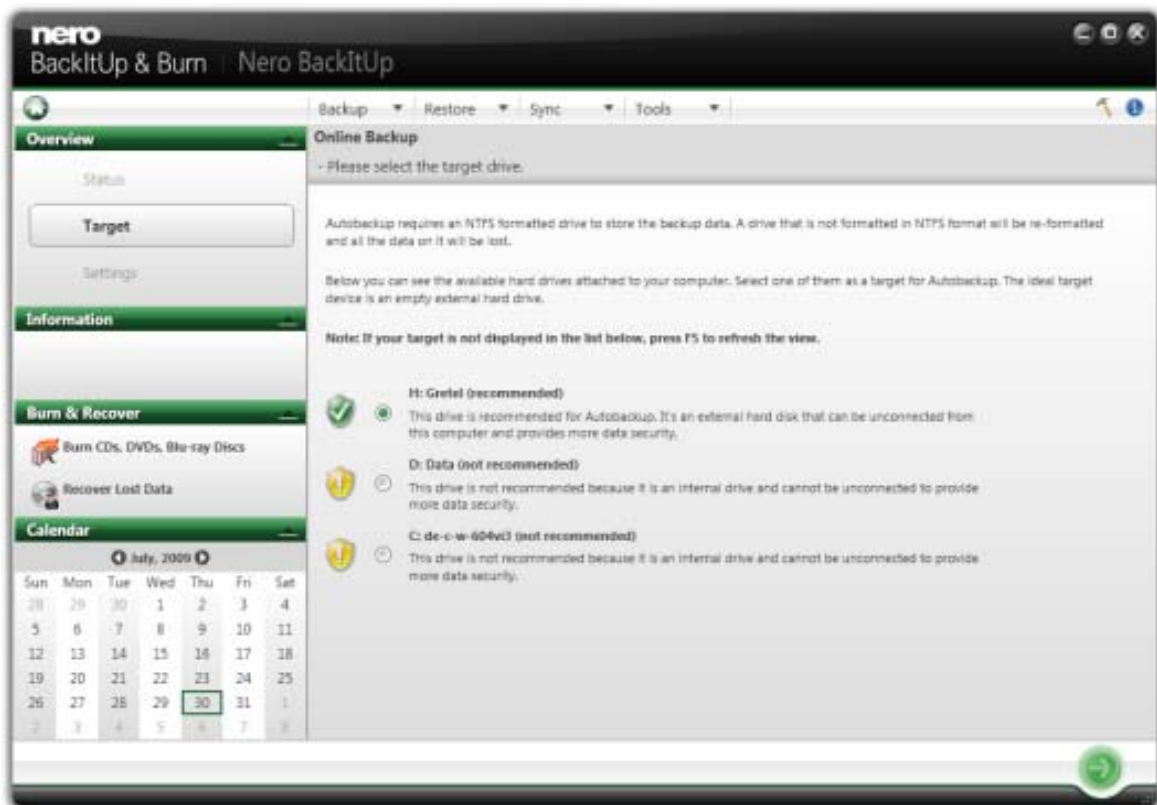 nero
BackItUp & Burn | Nero BackItUp
Backup Restore Sync Tools
Overview
Status
Target
Settings
Information
Burn & Recover
Burn CDs, DVDs, Blu-ray Discs
Recover Lost Data
Calendar
July, 2009
Sun Mon Tue Wed Thu Fri Sat
28 29 30 1 2 3 4
5 6 7 8 9 10 11
12 13 14 15 16 17 18
19 20 21 22 23 24 25
26 27 28 29 30 31 1
2 3 4 5 6 7 8
Online Backup
- Please select the target drive.
Autobackup requires an NTFS formatted drive to store the backup data. A drive that is not formatted in NTFS format will be re-formatted
and all the data on it will be lost.
Below you can see the available hard drives attached to your computer. Select one of them as a target for Autobackup. The ideal target
device is an empty external hard drive.
Note: If your target is not displayed in the list below, press F5 to refresh the view.
H: Gretel (recommended)
This drive is recommended for Autobackup. It's an external hard disk that can be unconnected from
this computer and provides more data security.
D: Data (not recommended)
This drive is not recommended because it is an internal drive and cannot be unconnected to provide
more data security.
C: de-c-w-604vi3 (not recommended)
This drive is not recommended because it is an internal drive and cannot be unconnected to provide
more data security.